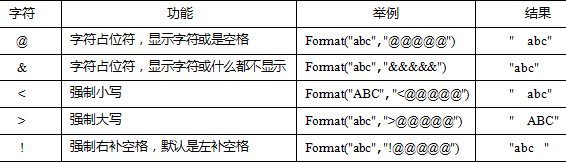 字符 功能 举例 结果
@ 字符占位符，显示字符或是空格 Format("abc","@@@@@") "  abc"
& 字符占位符，显示字符或什么都不显示 Format("abc","&&&&&") "abc"
< 强制小写 Format("ABC","<@@@@@") "  abc"
> 强制大写 Format("abc",">@@@@@") "  ABC"
! 强制右补空格，默认是左补空格 Format("abc","!@@@@@") "abc  "